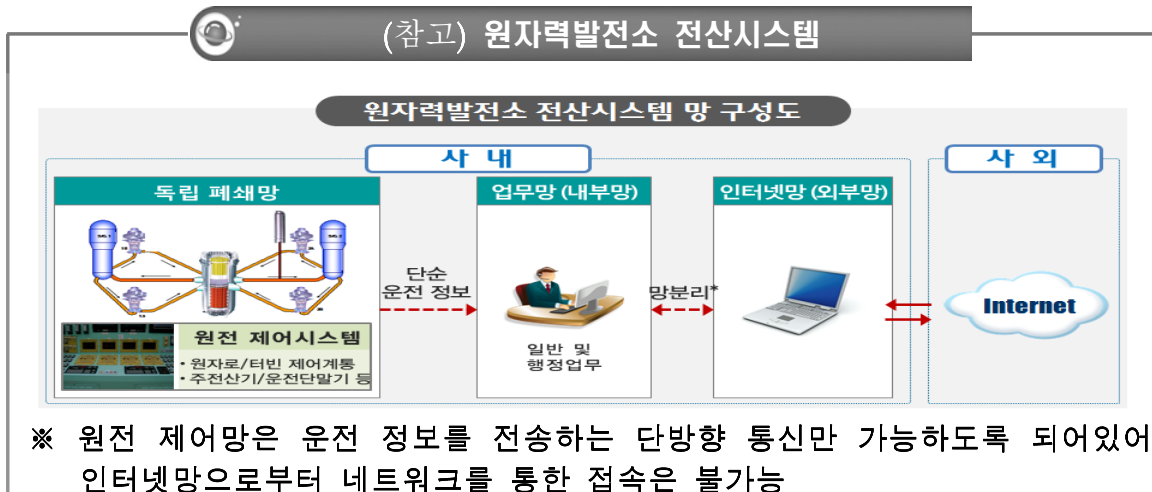 (참고) 원자력발전소 전산시스템
원자력발전소 전산시스템 망 구성도
사 내
사 외
독립 폐쇄망
업무망 (내부망)
인터넷망 (외부망)
단순
운전 정보
망분리*
Internet
원전 제어시스템
• 원자로/터빈 제어계통
• 주전산기/운전단말기 등
일반 및
행정업무
※ 원전 제어망은 운전 정보를 전송하는 단방향 통신만 가능하도록 되어있어
인터넷망으로부터 네트워크를 통한 접속은 불가능